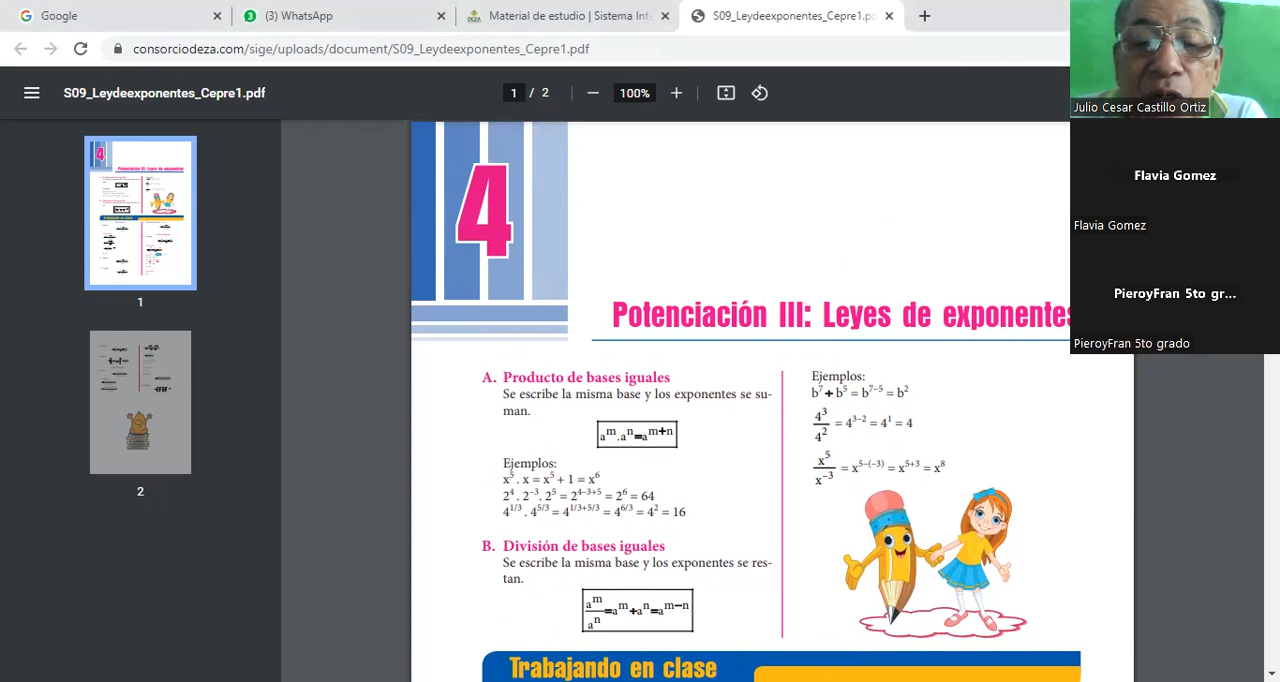 Google
3 (3) WhatsApp
DEZA Material de estudio | Sistema Int
S09_Leydeexponentes_Cepre1.p
consorciodeza.com/sige/uploads/document/S09_Leydeexponentes_Cepre1.pdf
S09_Leydeexponentes_Cepre1.pdf
1 / 2
100%
4
Potenciación III: Leyes de exponentes
A. Producto de bases iguales
Se escribe la misma base y los exponentes se su-
man.
a^m . a^n = a^{m+n}
Ejemplos:
x^5 . x = x^5 + 1 = x^6
2^4 . 2^{-3} . 2^5 = 2^{4-3+5} = 2^6 = 64
4^{1/3} . 4^{5/3} = 4^{1/3+5/3} = 4^{6/3} = 4^2 = 16
B. División de bases iguales
Se escribe la misma base y los exponentes se res-
tan.
a^m/a^n = a^m + a^n = a^{m-n}
Ejemplos:
b^7 + b^5 = b^{7-5} = b^2
4^3/4^2 = 4^{3-2} = 4^1 = 4
x^5/x^{-3} = x^{5-(-3)} = x^{5+3} = x^8
Trabajando en clase
1
2
Julio Cesar Castillo Ortiz
Flavia Gomez
Flavia Gomez
PieroyFran 5to gr...
PieroyFran 5to grado